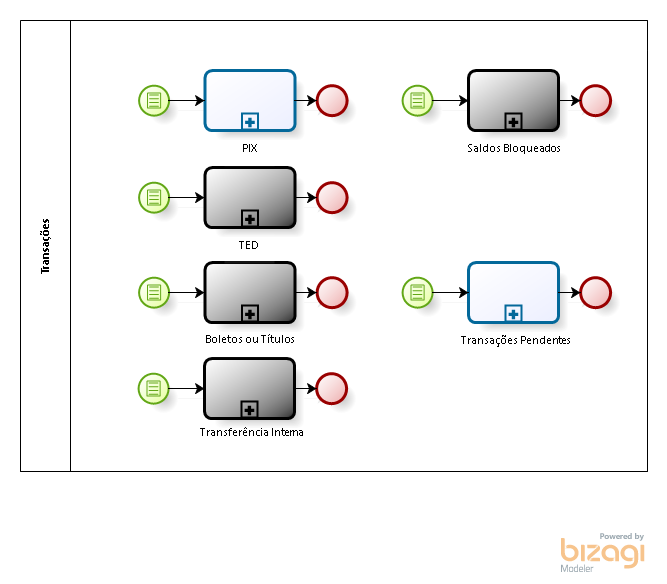 Transações
PIX
Saldos Bloqueados
TED
Boletos ou Títulos
Transações Pendentes
Transferência Interna
Powered by
bizagi
Modeler